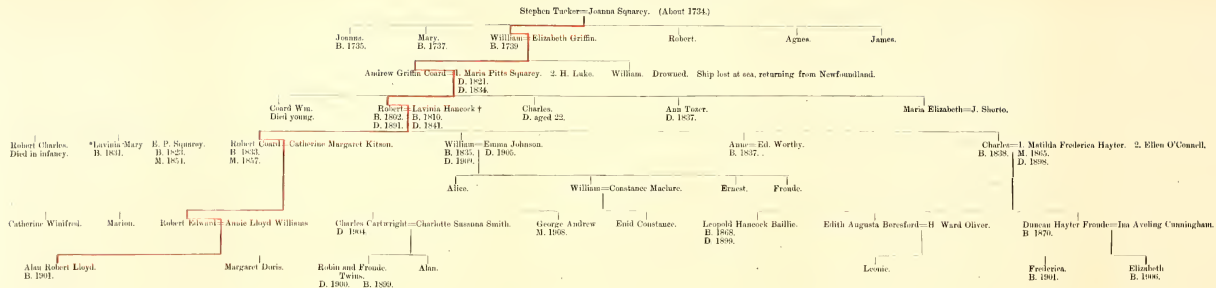 Stephen Tucker=Joanna Squarey. (About 1734.)
Joanna. Mary. William=Elizabeth Griffin. Robert. Agnes. James.
B. 1735. B. 1737. B. 1739
Andrew Griffin Coard=1. Maria Pitts Squarey. 2. H. Luke. William. Drowned. Ship lost at sea, returning from Newfoundland.
D. 1821.
D. 1834.
Coard Wm. Robert=Lavinia Hancock † Charles. Ann Tozer. Maria Elizabeth=J. Shorto.
Died young. B. 1802. B. 1810. D. aged 22. D. 1837.
D. 1891. D. 1841.
Robert Charles. *Lavinia Mary E. P. Squarey. Robert Coard=Catherine Margaret Kitson. William=Emma Johnson. Anne=Ed. Worthy. Charles=1. Matilda Frederica Hayter. 2. Ellen O'Connell.
Died in infancy. B. 1831. B. 1823. B. 1833. B. 1835. D. 1905. B. 1837. B. 1838. M. 1865.
M. 1854. M. 1857. D. 1909. D. 1898.
Alice. William=Constance Maclure. Ernest. Froude.
Catherine Winifred. Marion. Robert Edward=Annie Lloyd Williams Charles Cartwright=Charlotte Susanna Smith. George Andrew Enid Constance. Leopold Hancock Baillie. Edith Augusta Beresford=H Ward Oliver. Duncan Hayter Froude=Ina Aveling Cunningham.
D 1904. M. 1908. B. 1868. B. 1870.
D. 1899.
Alan Robert Lloyd. Margaret Doris. Robin and Froude. Alan. Leonie. Frederica. Elizabeth
B. 1901. Twins. B. 1901. B. 1906.
D. 1900. B. 1899.